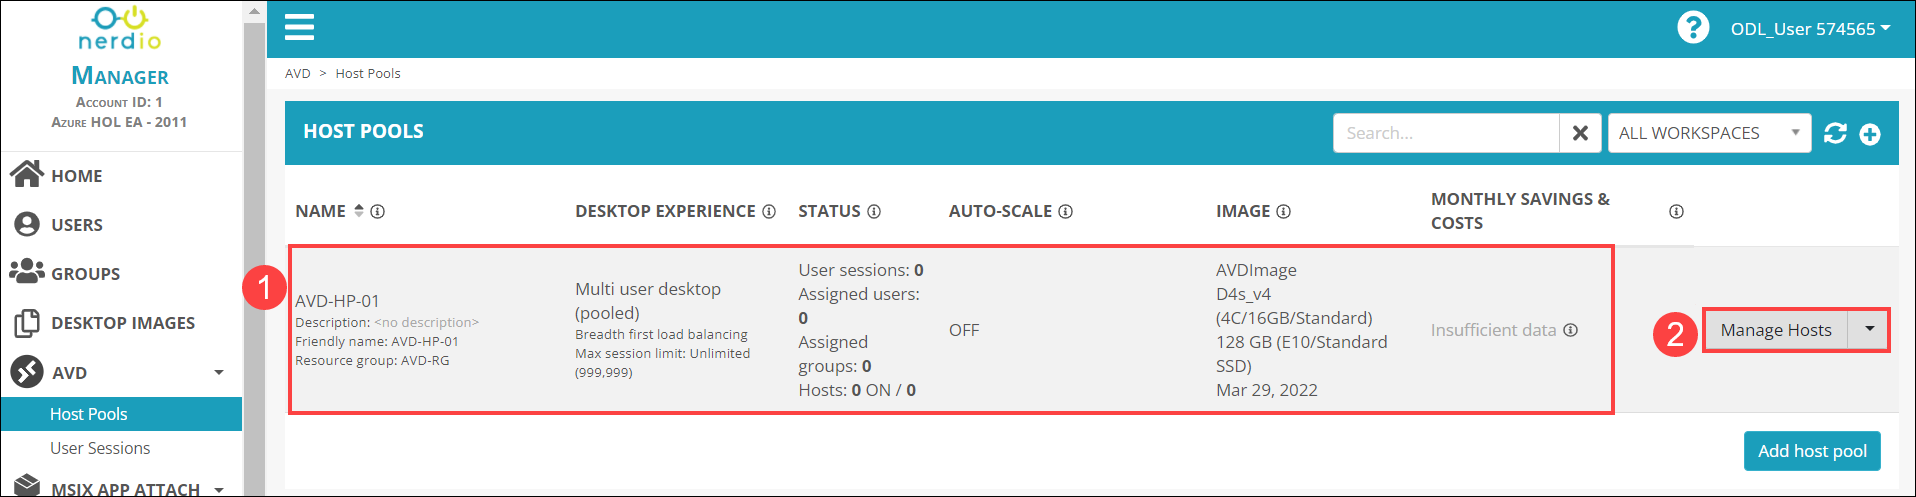 nerdio
MANAGER
ACCOUNT ID: 1
AZURE HOL EA - 2011
HOME
USERS
GROUPS
DESKTOP IMAGES
AVD
Host Pools
User Sessions
MSIX APP ATTACH
?
ODL_User 574565
AVD > Host Pools
HOST POOLS
Search...
ALL WORKSPACES
NAME
DESKTOP EXPERIENCE
STATUS
AUTO-SCALE
IMAGE
MONTHLY SAVINGS &
COSTS
1
AVD-HP-01
Description: <no description>
Friendly name: AVD-HP-01
Resource group: AVD-RG
Multi user desktop
(pooled)
Breadth first load balancing
Max session limit: Unlimited
(999,999)
User sessions: 0
Assigned users:
0
Assigned
groups: 0
Hosts: 0 ON / 0
OFF
AVDImage
D4s_v4
(4C/16GB/Standard)
128 GB (E10/Standard
SSD)
Mar 29, 2022
Insufficient data
2
Manage Hosts
Add host pool